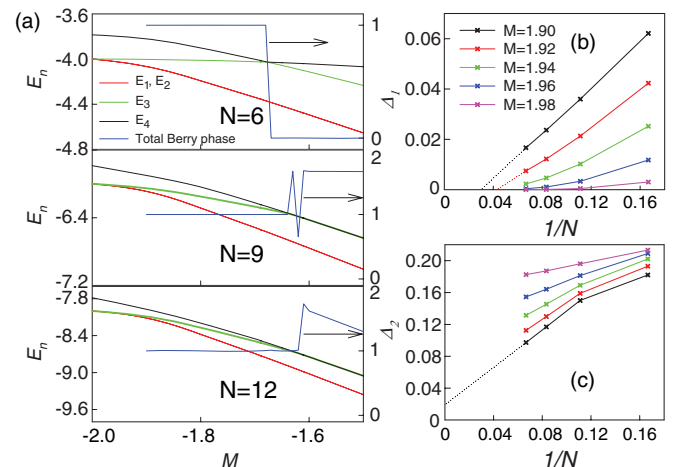 (a)
-3.6
-4.0
-4.4
-4.8
E_n
1
0
E_1, E_2
E_3
E_4
Total Berry phase
N=6
-6.4
-7.2
E_n
2
1
0
N=9
-7.8
-8.4
-9.0
-9.6
E_n
2
1
0
N=12
-2.0
-1.8
-1.6
M
(b)
M=1.90
M=1.92
M=1.94
M=1.96
M=1.98
Δ_1
0.06
0.04
0.02
0
0.00
0.04
0.08
0.12
0.16
1/N
(c)
Δ_2
0.20
0.16
0.12
0.08
0.04
0
0.00
0.04
0.08
0.12
0.16
1/N